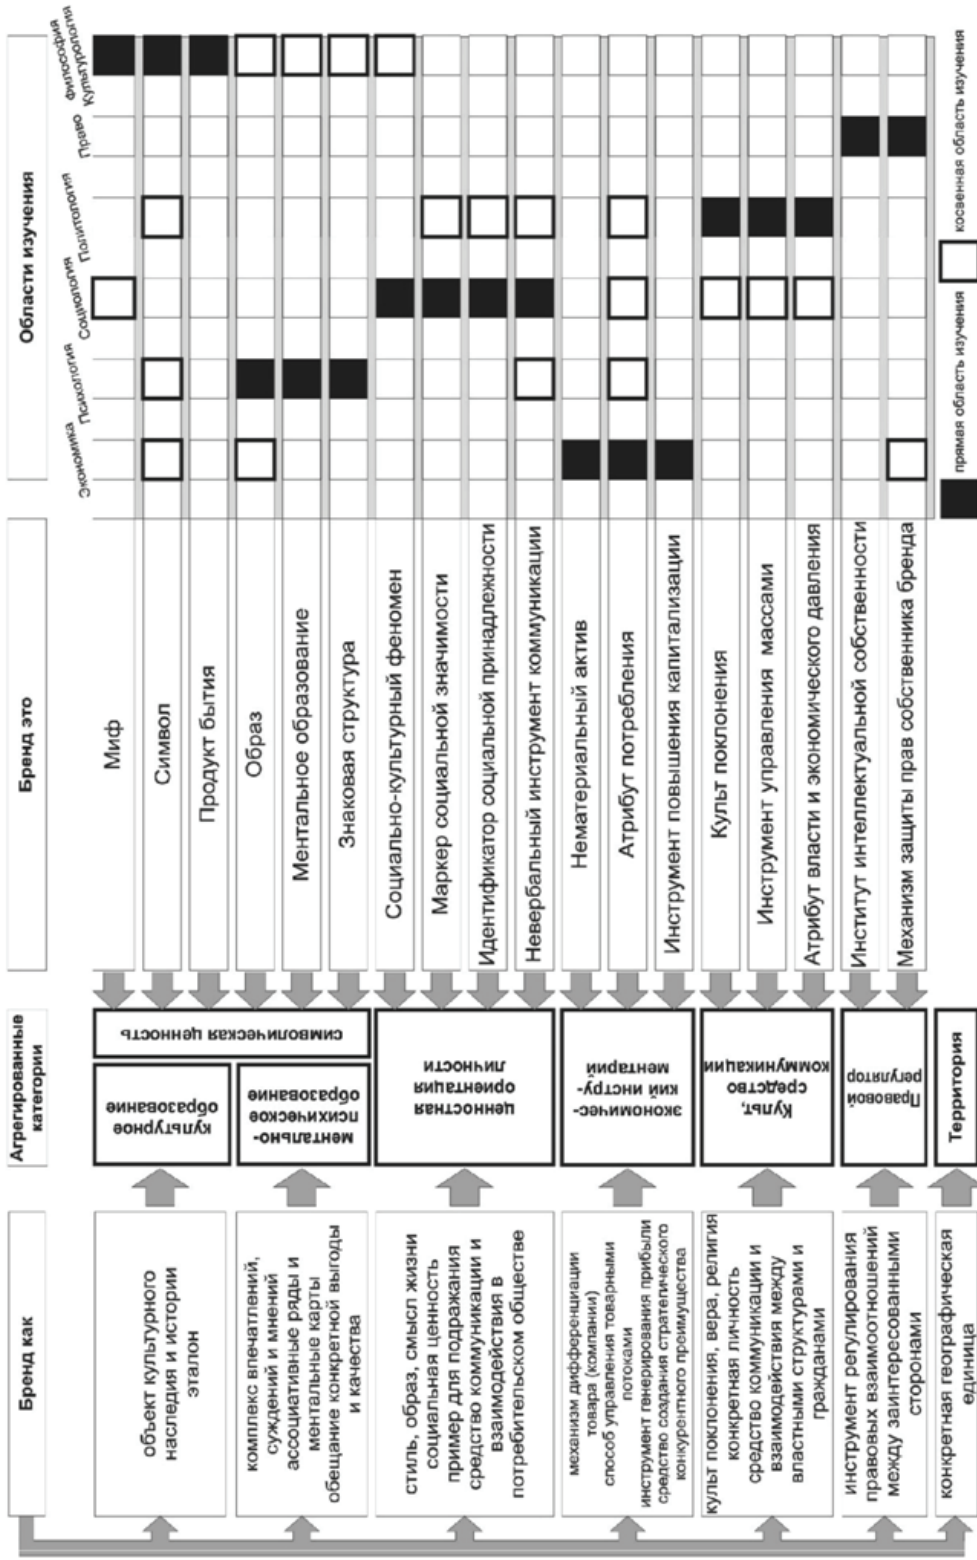 Бренд как
Агрегированные
категории
Бренд это
Области изучения
Экономика
Психология
Социология
Политология
Право
Философия
Культурология
объект культурного
наследия и истории
эталон
комплекс впечатлений,
суждений и мнений
ассоциативные ряды и
ментальные карты
обещание конкретной выгоды
и качества
стиль, образ, смысл жизни
социальная ценность
пример для подражания
средство коммуникации и
взаимодействия в
потребительском обществе
механизм дифференциации
товара (компании)
способ управления товарными
потоками
инструмент генерирования прибыли
средство создания стратегического
конкурентного преимущества
культ поклонения, вера, религия
конкретная личность
средство коммуникации и
взаимодействия между
властными структурами и
гражданами
инструмент регулирования
правовых взаимоотношений
между заинтересованными
сторонами
конкретная географическая
единица
культурное
образование
ментально-
психическое
образование
символическая ценность
ценностная
ориентация
личности
экономичес-
кий инстру-
ментарий
Культ,
средство
коммуникации
Правовой
регулятор
Территория
Миф
Символ
Продукт бытия
Образ
Ментальное образование
Знаковая структура
Социально-культурный феномен
Маркер социальной значимости
Идентификатор социальной принадлежности
Невербальный инструмент коммуникации
Нематериальный актив
Атрибут потребления
Инструмент повышения капитализации
Культ поклонения
Инструмент управления массами
Атрибут власти и экономического давления
Институт интеллектуальной собственности
Механизм защиты прав собственника бренда
прямая область изучения
косвенная область изучения